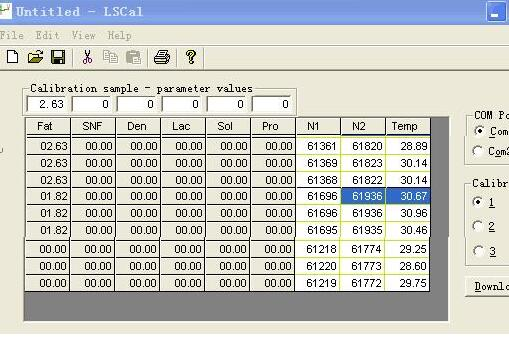 Untitled - LSCal
File Edit View Help
Calibration sample - parameter values
2.63 0 0 0 0 0
Fat SNF Den Lac Sol Pro N1 N2 Temp
02.63 00.00 00.00 00.00 00.00 00.00 61361 61820 28.89
02.63 00.00 00.00 00.00 00.00 00.00 61369 61823 30.14
02.63 00.00 00.00 00.00 00.00 00.00 61368 61822 30.14
01.82 00.00 00.00 00.00 00.00 00.00 61696 61936 30.67
01.82 00.00 00.00 00.00 00.00 00.00 61696 61936 30.96
01.82 00.00 00.00 00.00 00.00 00.00 61695 61935 30.46
00.00 00.00 00.00 00.00 00.00 00.00 61218 61774 29.25
00.00 00.00 00.00 00.00 00.00 00.00 61220 61773 28.60
00.00 00.00 00.00 00.00 00.00 00.00 61219 61772 29.75
COM Po
Com
Com2
Calibr
1
2
3
Downlo